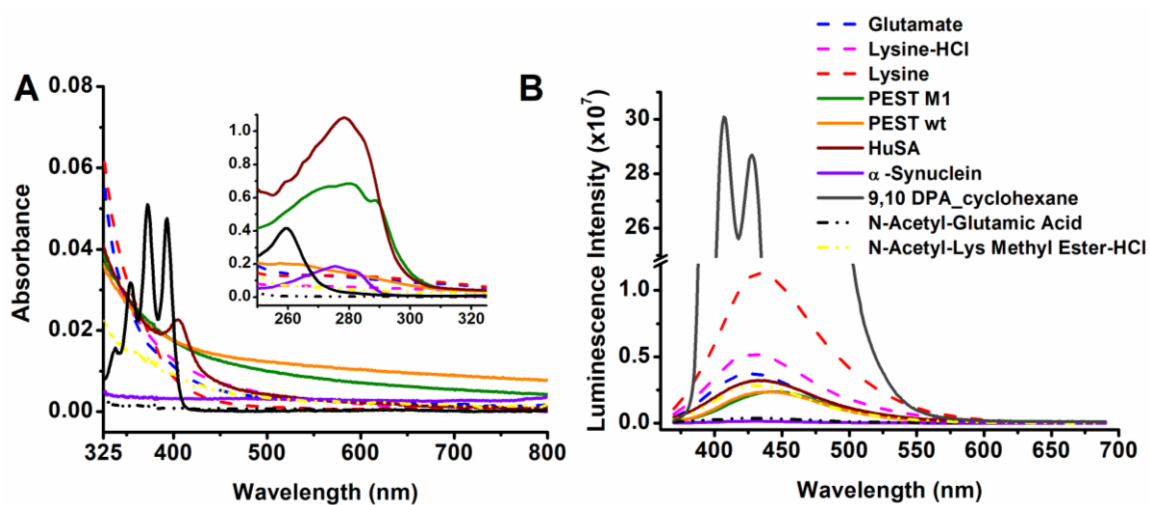 A
Absorbance
0.08
0.06
0.04
0.02
0.00
325 400 500 600 700 800
Wavelength (nm)
1.0
0.8
0.6
0.4
0.2
0.0
260 280 300 320
B
Luminescence Intensity (x10⁷)
30
28
26
1.0
0.5
0.0
400 450 500 550 600 650 700
Wavelength (nm)
Glutamate
Lysine-HCl
Lysine
PEST M1
PEST wt
HuSA
α -Synuclein
9,10 DPA_cyclohexane
N-Acetyl-Glutamic Acid
N-Acetyl-Lys Methyl Ester-HCl